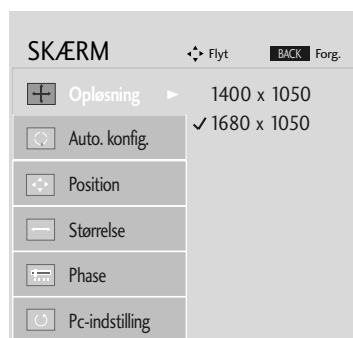 SKÆRM Flyt BACK Forg.
Opløsning 1400 x 1050
1680 x 1050
Auto. konfig.
Position
Størrelse
Phase
Pc-indstilling